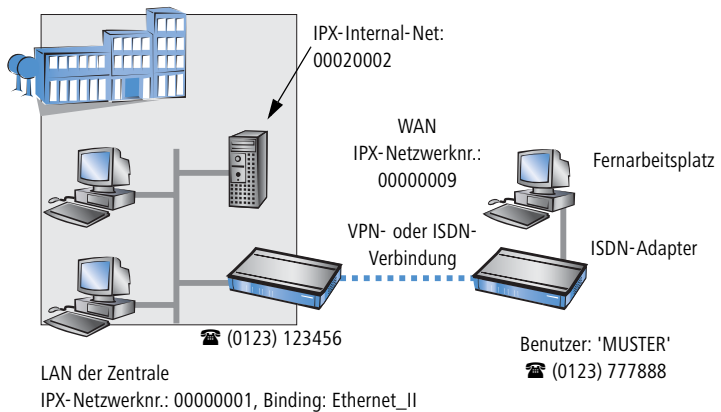 IPX-Internal-Net:
00020002
WAN
IPX-Netzwerknr.:
00000009
Fernarbeitsplatz
VPN- oder ISDN-
Verbindung
ISDN-Adapter
☎ (0123) 123456
Benutzer: 'MUSTER'
☎ (0123) 777888
LAN der Zentrale
IPX-Netzwerknr.: 00000001, Binding: Ethernet_II